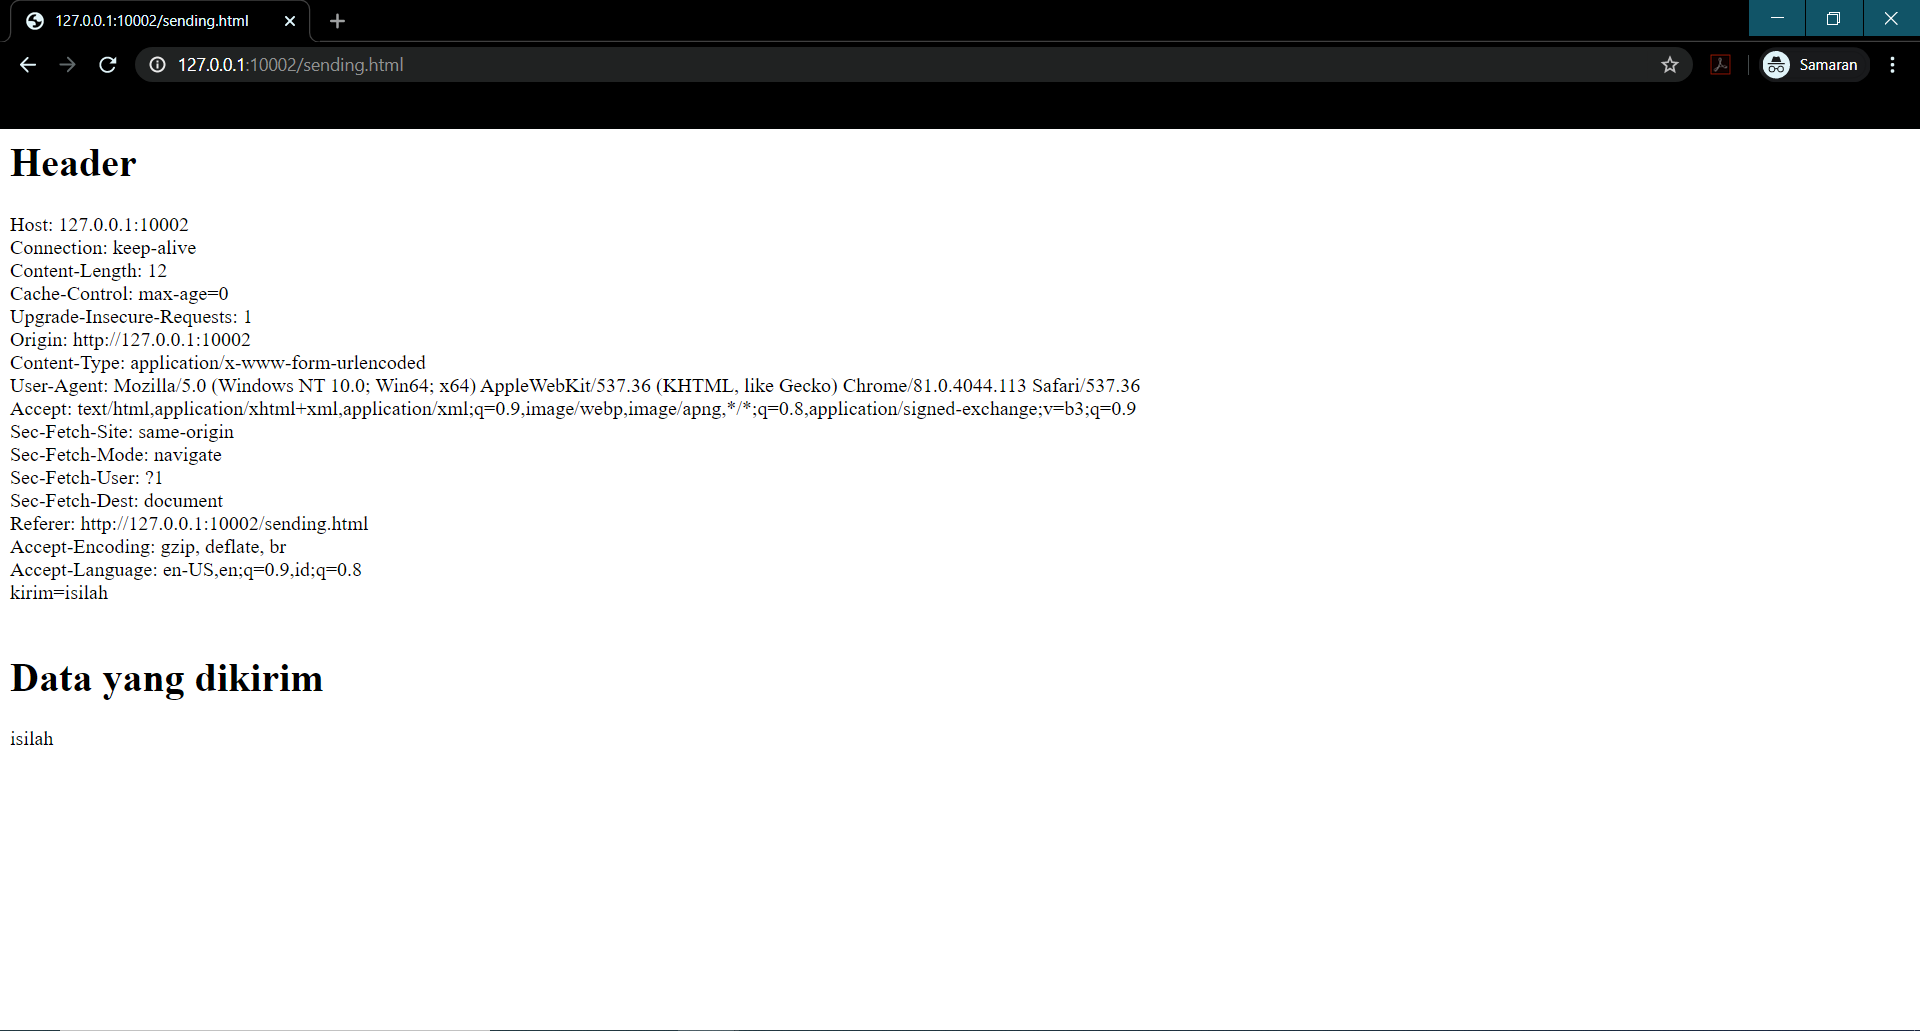 127.0.0.1:10002/sending.html
127.0.0.1:10002/sending.html
Samaran
Header
Host: 127.0.0.1:10002
Connection: keep-alive
Content-Length: 12
Cache-Control: max-age=0
Upgrade-Insecure-Requests: 1
Origin: http://127.0.0.1:10002
Content-Type: application/x-www-form-urlencoded
User-Agent: Mozilla/5.0 (Windows NT 10.0; Win64; x64) AppleWebKit/537.36 (KHTML, like Gecko) Chrome/81.0.4044.113 Safari/537.36
Accept: text/html,application/xhtml+xml,application/xml;q=0.9,image/webp,image/apng,*/*;q=0.8,application/signed-exchange;v=b3;q=0.9
Sec-Fetch-Site: same-origin
Sec-Fetch-Mode: navigate
Sec-Fetch-User: ?1
Sec-Fetch-Dest: document
Referer: http://127.0.0.1:10002/sending.html
Accept-Encoding: gzip, deflate, br
Accept-Language: en-US,en;q=0.9,id;q=0.8
kirim=isilah
Data yang dikirim
isilah